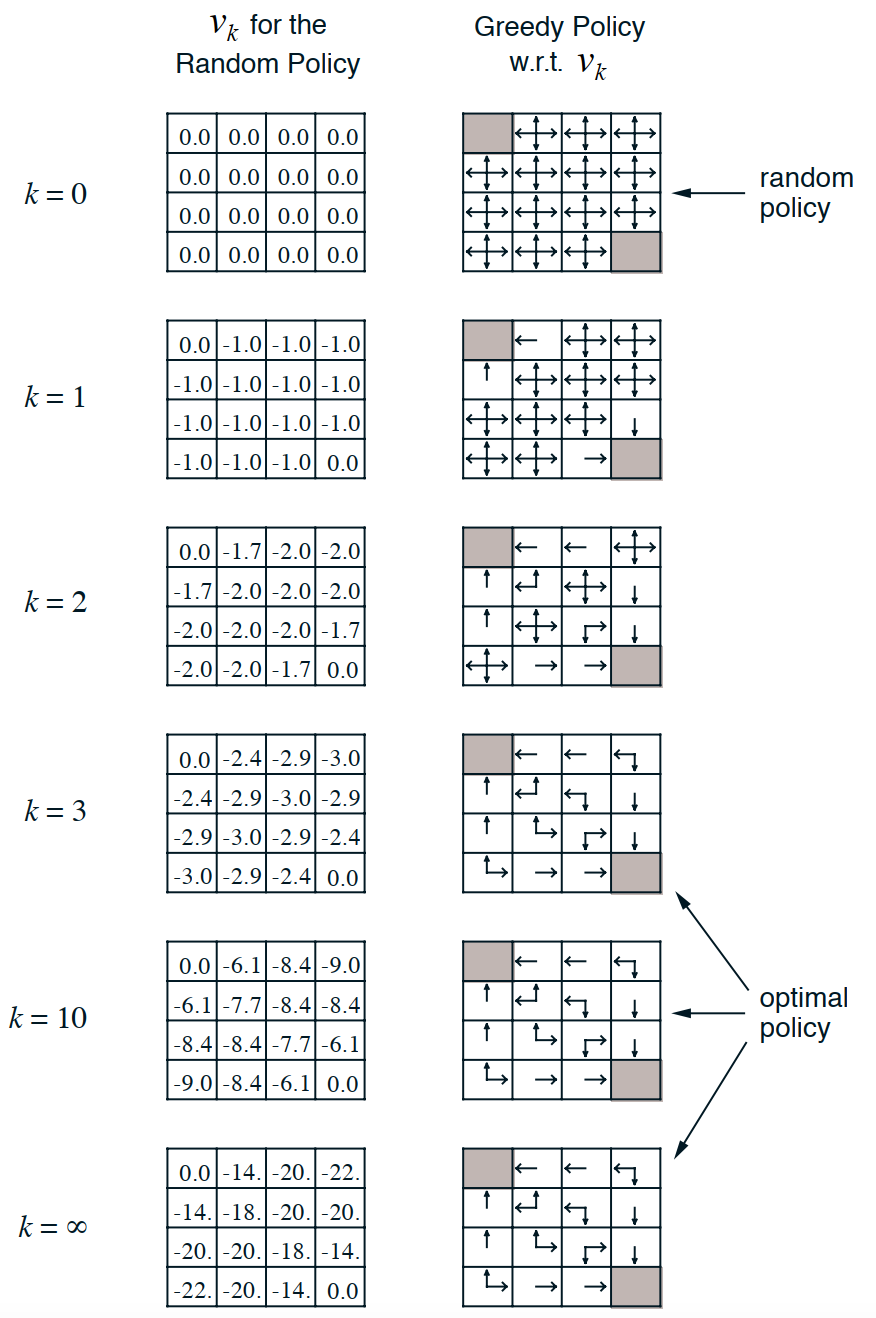 v_k for the
Random Policy
Greedy Policy
w.r.t. v_k
k = 0
0.0 0.0 0.0 0.0
0.0 0.0 0.0 0.0
0.0 0.0 0.0 0.0
0.0 0.0 0.0 0.0
random
policy
k = 1
0.0 -1.0 -1.0 -1.0
-1.0 -1.0 -1.0 -1.0
-1.0 -1.0 -1.0 -1.0
-1.0 -1.0 -1.0 0.0
k = 2
0.0 -1.7 -2.0 -2.0
-1.7 -2.0 -2.0 -2.0
-2.0 -2.0 -2.0 -1.7
-2.0 -2.0 -1.7 0.0
k = 3
0.0 -2.4 -2.9 -3.0
-2.4 -2.9 -3.0 -2.9
-2.9 -3.0 -2.9 -2.4
-3.0 -2.9 -2.4 0.0
k = 10
0.0 -6.1 -8.4 -9.0
-6.1 -7.7 -8.4 -8.4
-8.4 -8.4 -7.7 -6.1
-9.0 -8.4 -6.1 0.0
optimal
policy
k = ∞
0.0 -14. -20. -22.
-14. -18. -20. -20.
-20. -20. -18. -14.
-22. -20. -14. 0.0